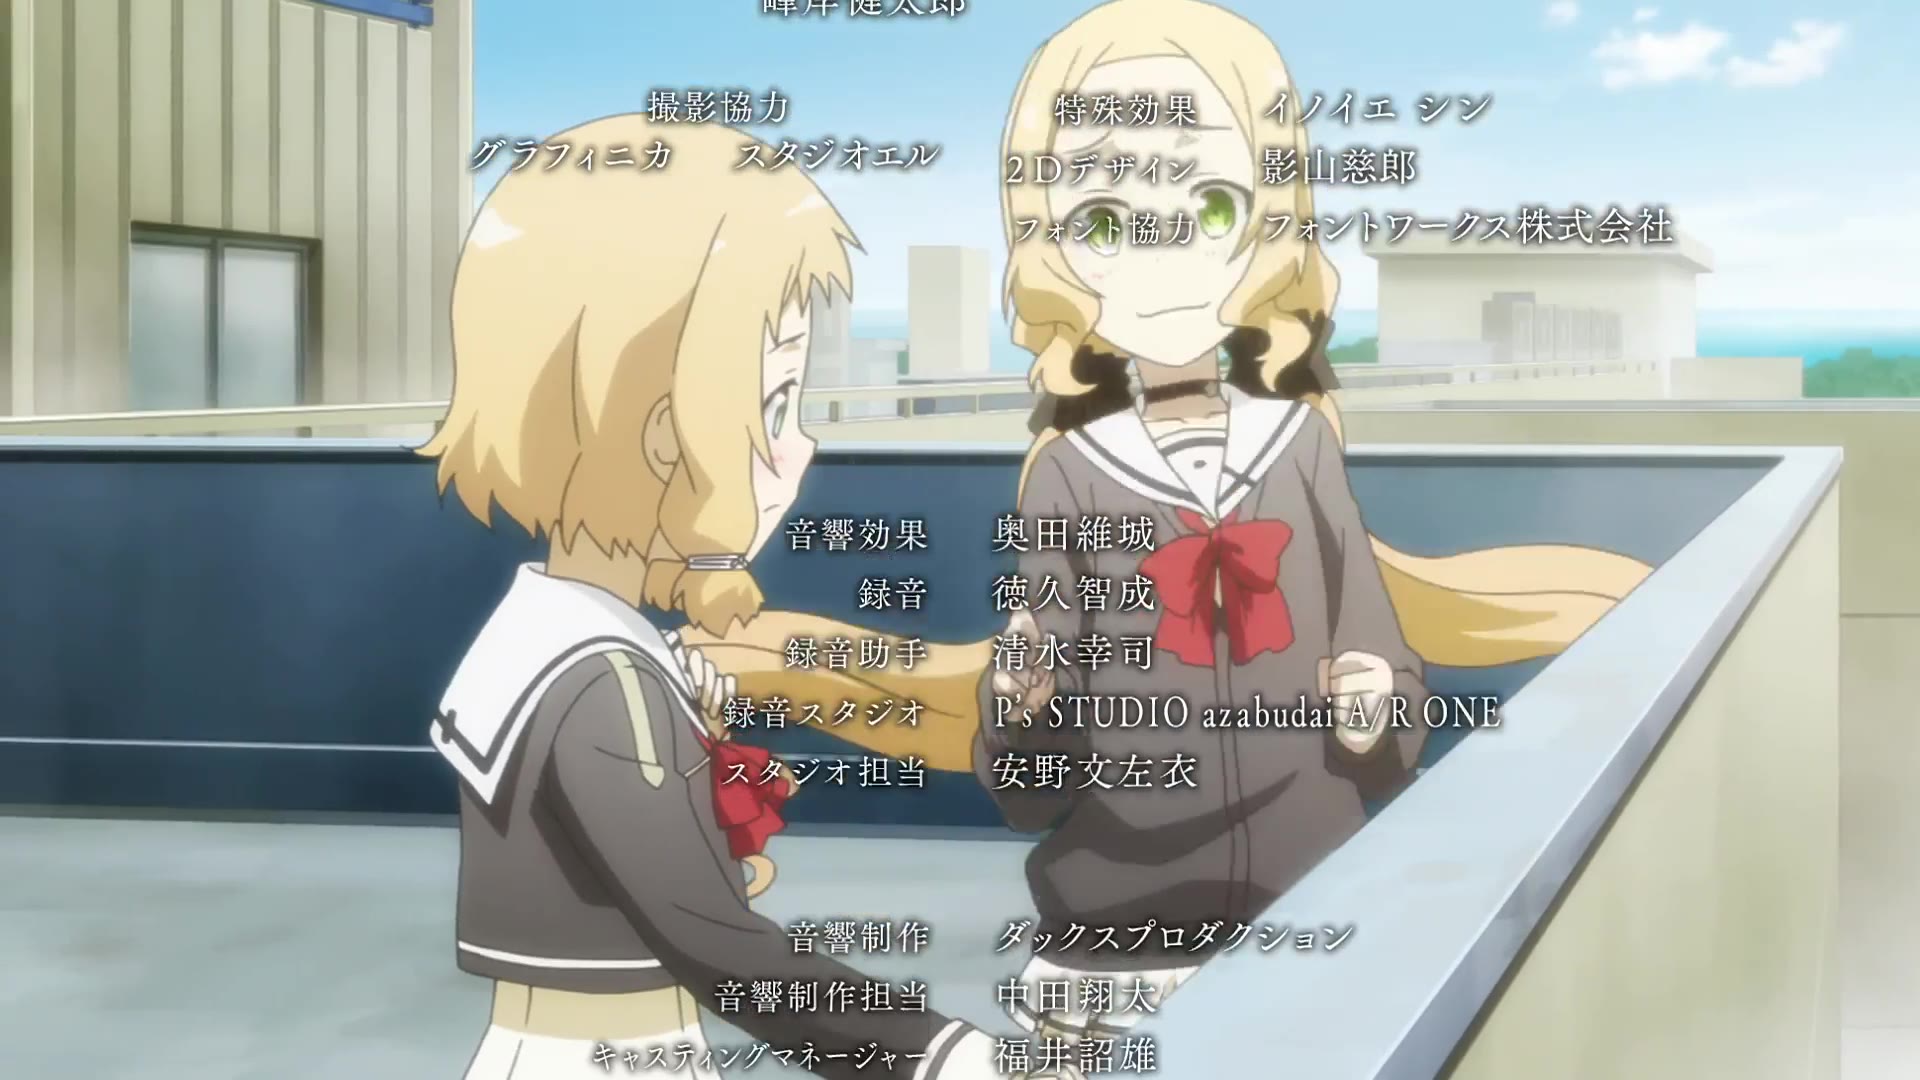 峰岸健太郎
撮影協力
グラフィニカ スタジオエル
特殊効果 イノイエ シン
2Dデザイン 影山慈郎
フォント協力 フォントワークス株式会社
音響効果 奥田維城
録音 徳久智成
録音助手 清水幸司
録音スタジオ P's STUDIO azabudai A/R ONE
スタジオ担当 安野文左衣
音響制作 ダックスプロダクション
音響制作担当 中田翔太
キャスティングマネージャー 福井詔雄